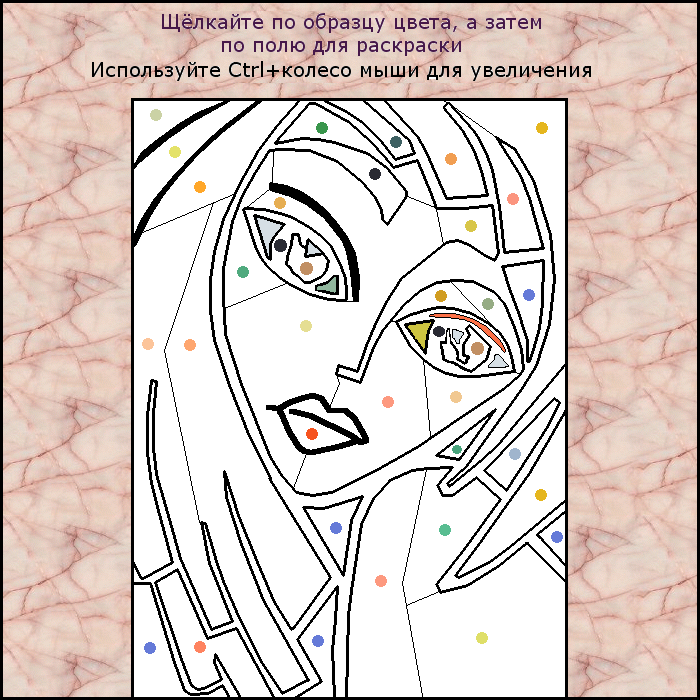 Щёлкайте по образцу цвета, а затем
по полю для раскраски
Используйте Ctrl+колесо мыши для увеличения